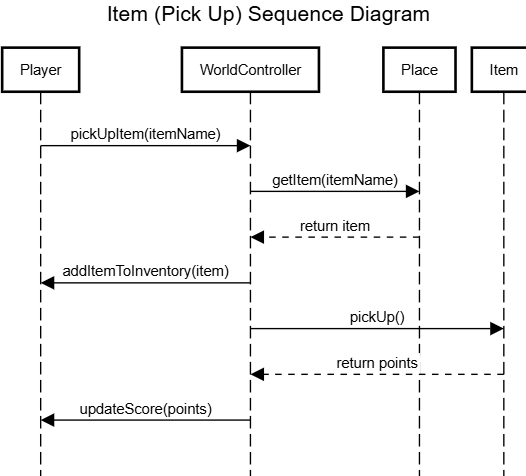 Item (Pick Up) Sequence Diagram
Player
WorldController
Place
Item
pickUpItem(itemName)
getItem(itemName)
return item
addItemToInventory(item)
pickUp()
return points
updateScore(points)